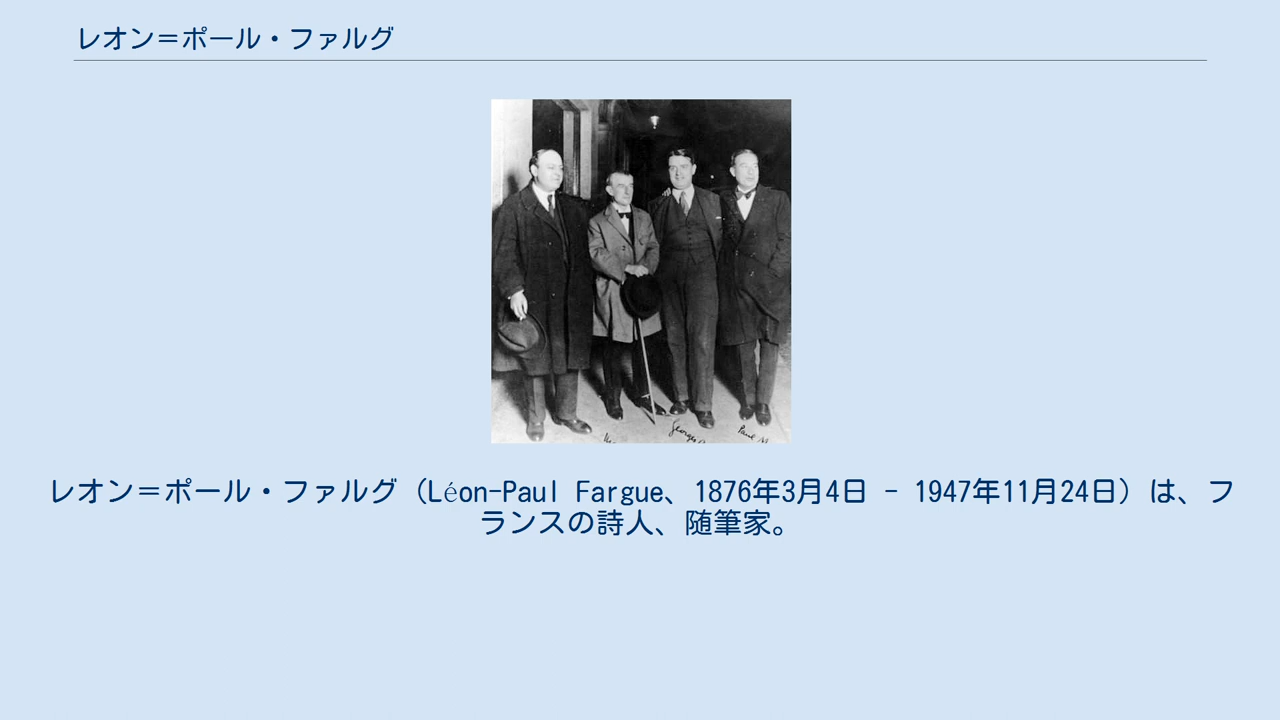 レオン＝ポール・ファルグ
Georges
Paul
レオン＝ポール・ファルグ（Léon-Paul Fargue、1876年3月4日 - 1947年11月24日）は、フ
ランスの詩人、随筆家。